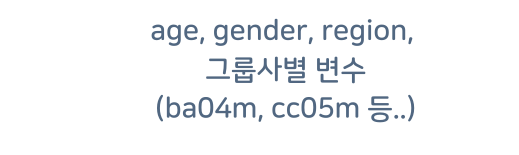 age, gender, region,
그룹사별 변수
(ba04m, cc05m 등..)